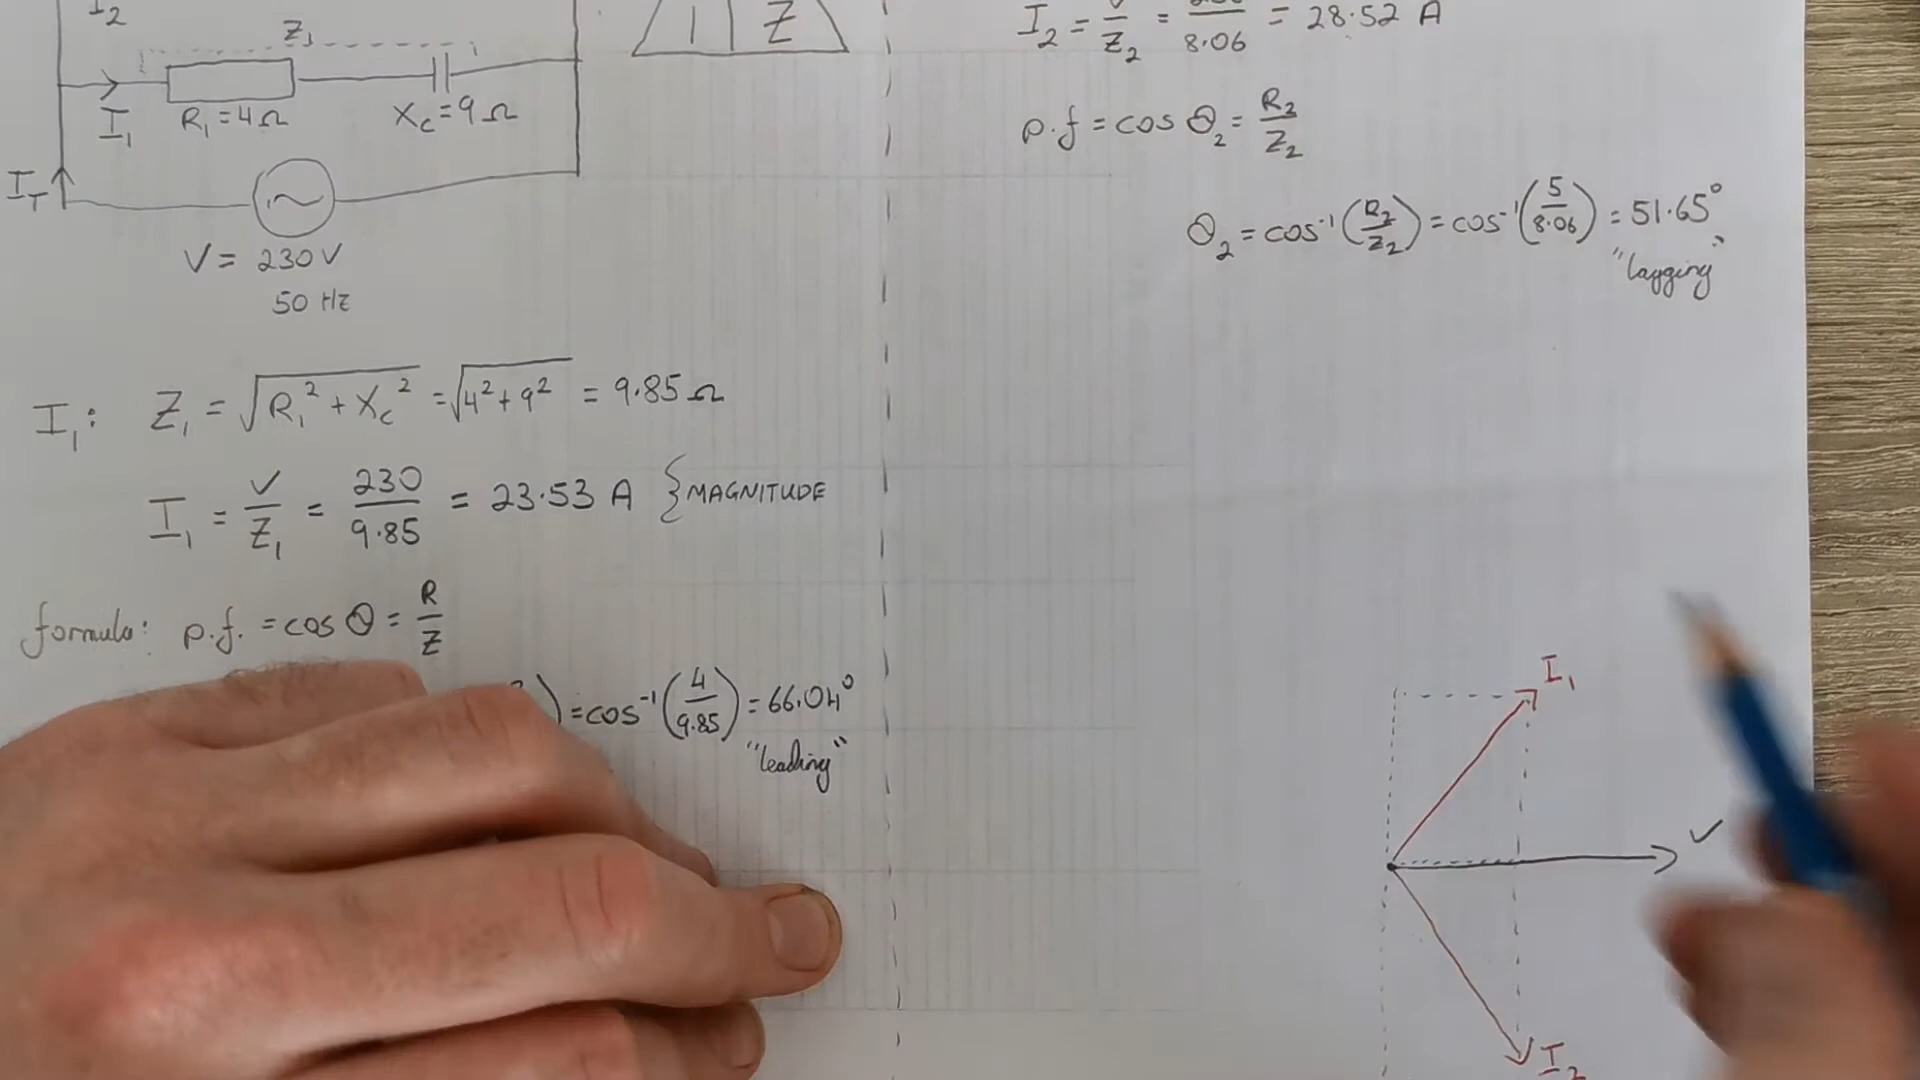 I2
Z1
I1
R1 = 4Ω
Xc = 9Ω
IT
V = 230 V
50 Hz
I1: Z1 = √R1² + Xc² = √4² + 9² = 9.85 Ω
I1 = V/Z1 = 230/9.85 = 23.53 A } MAGNITUDE
formula: p.f. = cos θ = R/Z
) = cos⁻¹(4/9.85) = 66.04°
"leading"
I Z
I2 = V/Z2 = /8.06 = 28.52 A
p.f = cos θ2 = R2/Z2
θ2 = cos⁻¹(R2/Z2) = cos⁻¹(5/8.06) = 51.65°
"lagging"
I1
V
I2